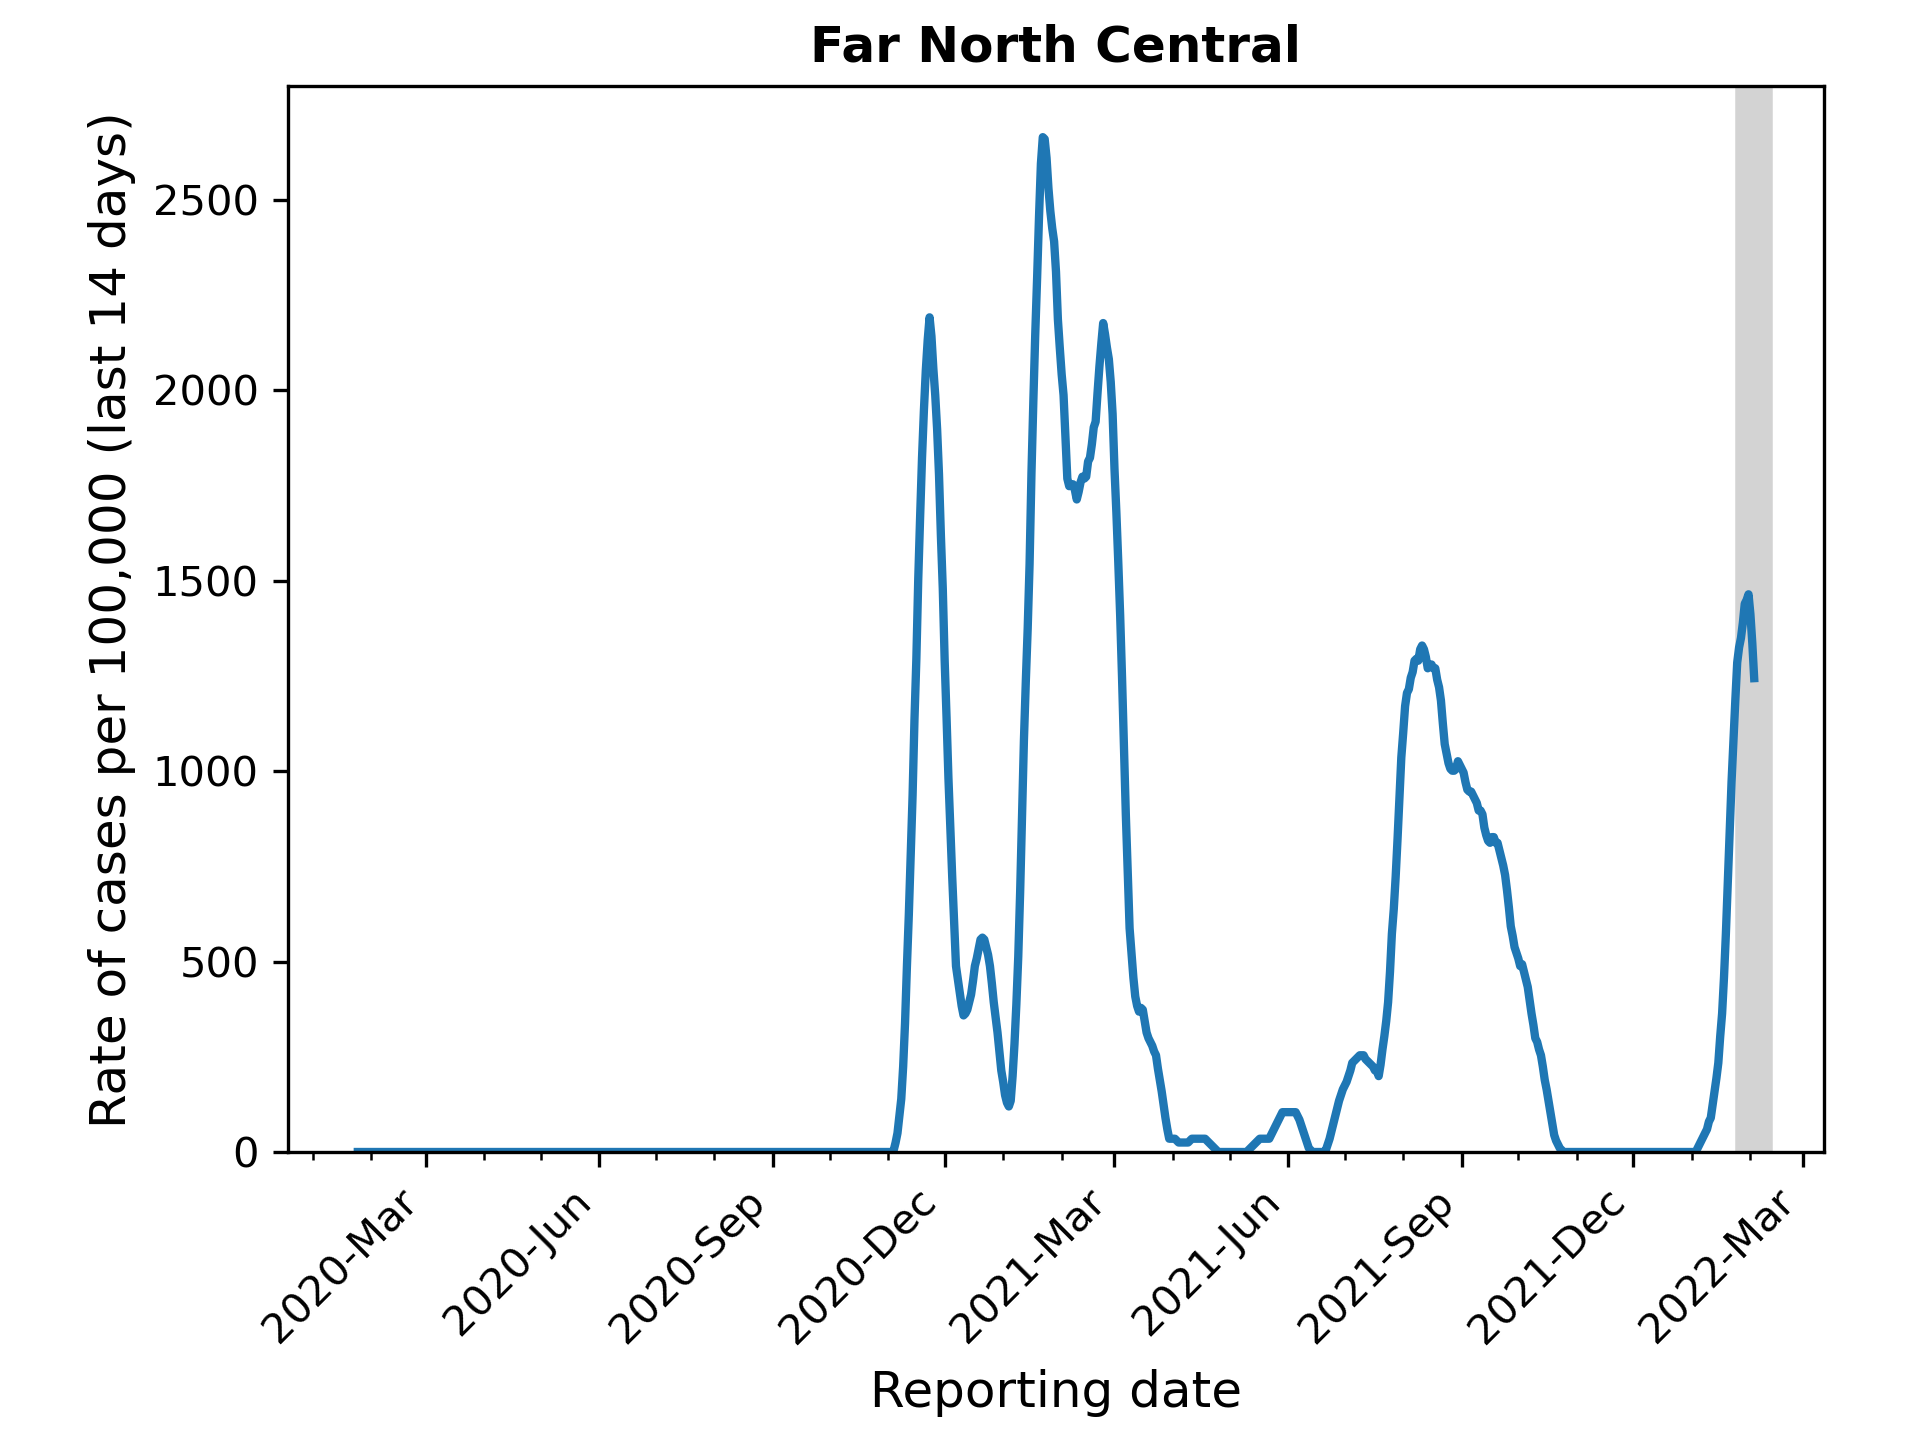 Far North Central
Rate of cases per 100,000 (last 14 days)
2500
2000
1500
1000
500
0
2020-Mar
2020-Jun
2020-Sep
2020-Dec
2021-Mar
2021-Jun
2021-Sep
2021-Dec
2022-Mar
Reporting date